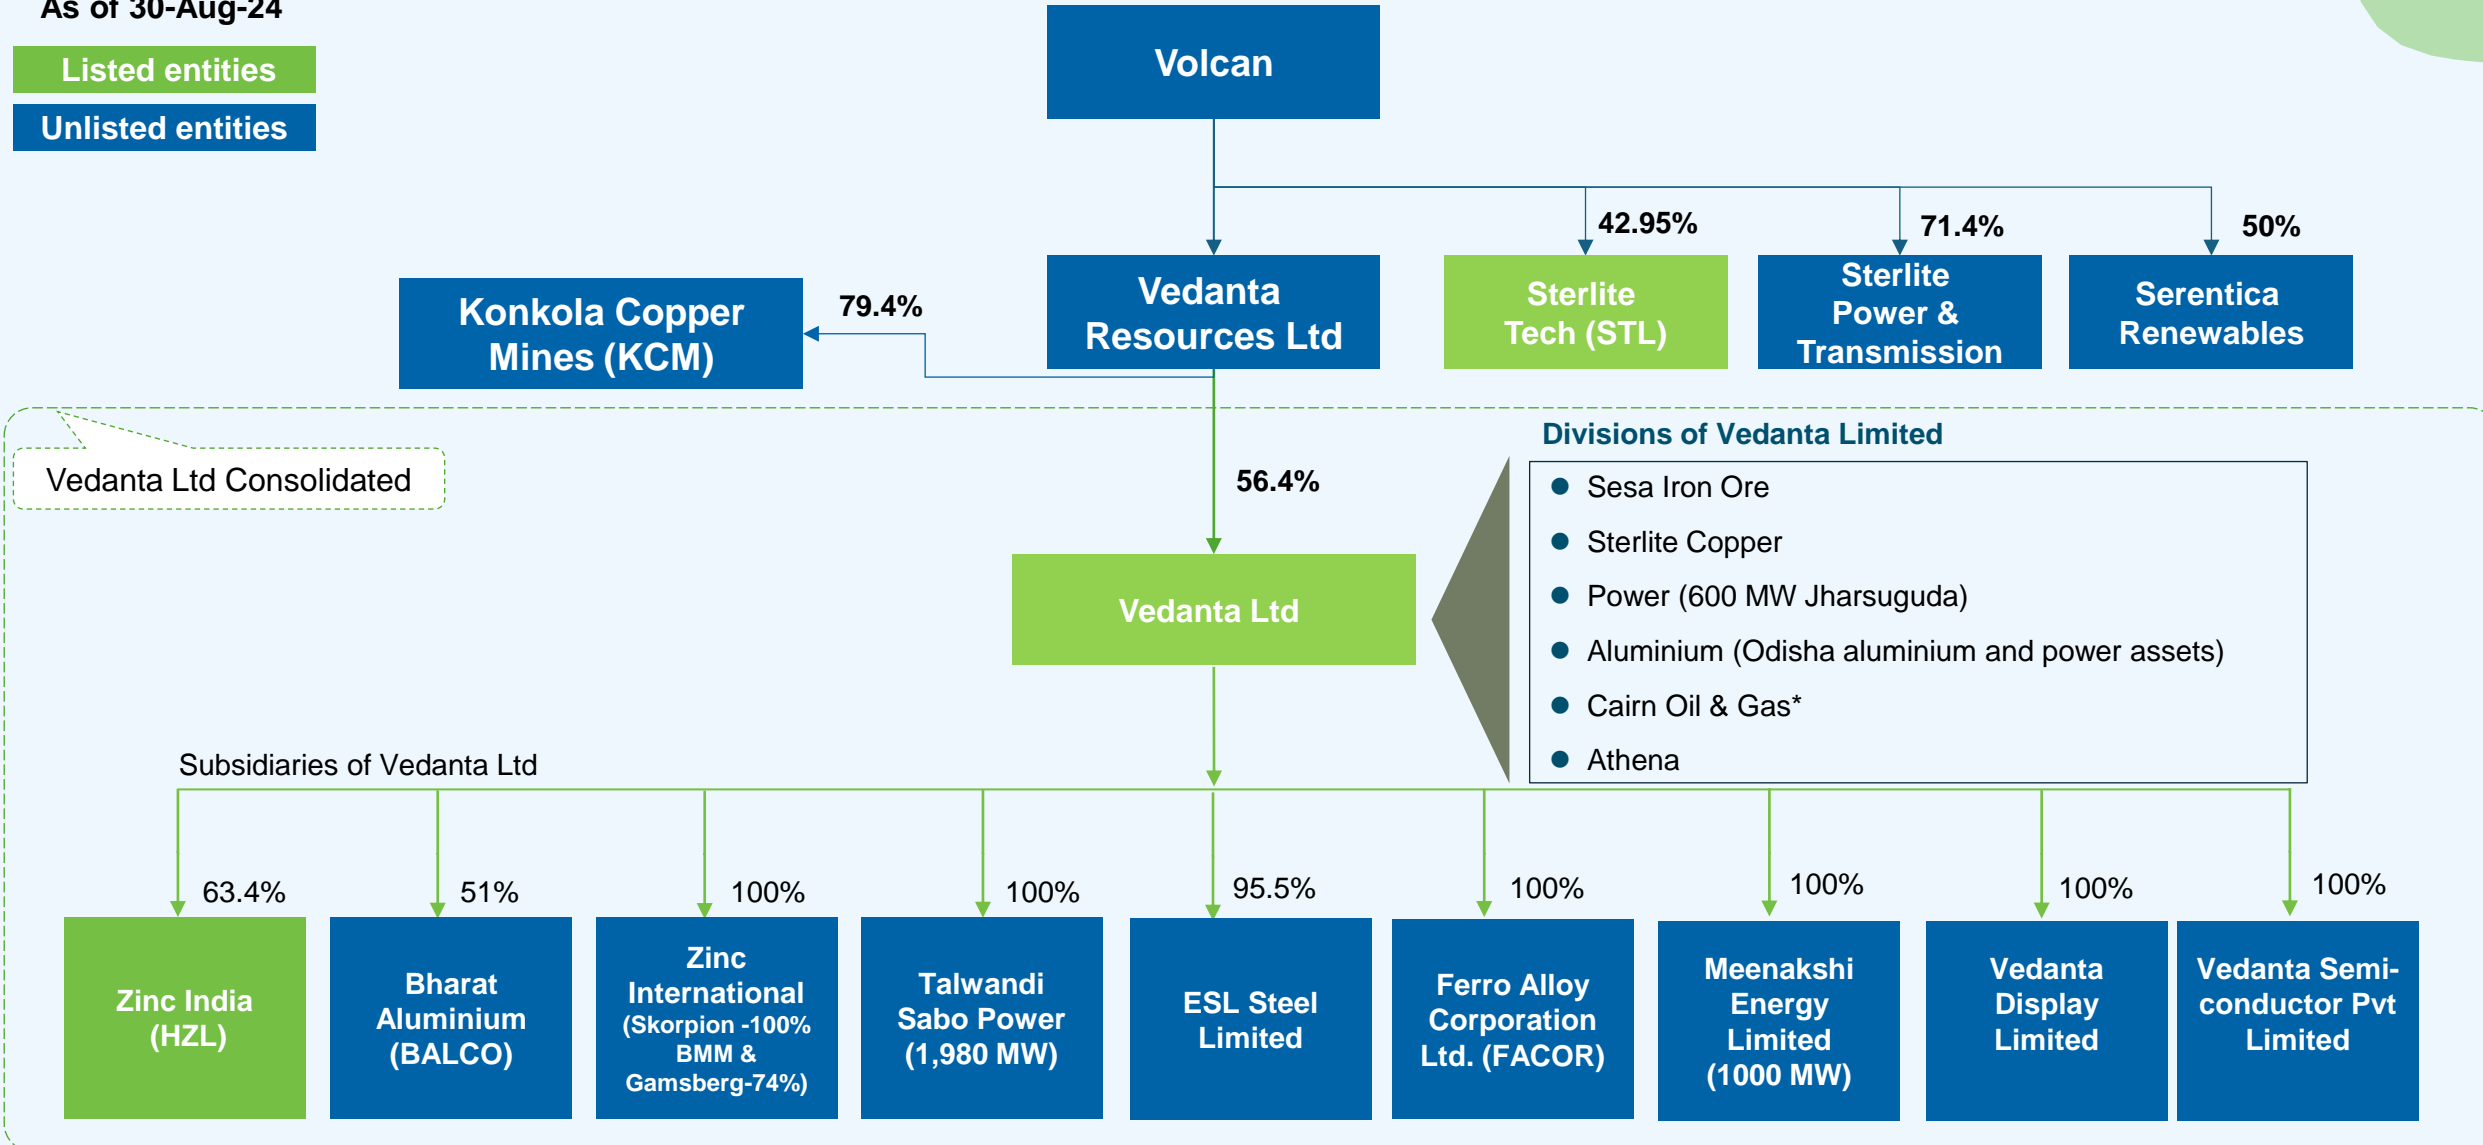 As of 30-Aug-24
Listed entities
Unlisted entities
Volcan
42.95%
71.4%
50%
Konkola Copper
Mines (KCM)
79.4%
Vedanta
Resources Ltd
Sterlite
Tech (STL)
Sterlite
Power &
Transmission
Serentica
Renewables
Vedanta Ltd Consolidated
56.4%
Divisions of Vedanta Limited
Sesa Iron Ore
Sterlite Copper
Power (600 MW Jharsuguda)
Aluminium (Odisha aluminium and power assets)
Cairn Oil & Gas*
Athena
Vedanta Ltd
Subsidiaries of Vedanta Ltd
63.4%
51%
100%
100%
95.5%
100%
100%
100%
100%
Zinc India
(HZL)
Bharat
Aluminium
(BALCO)
Zinc
International
(Skorpion -100%
BMM &
Gamsberg-74%)
Talwandi
Sabo Power
(1,980 MW)
ESL Steel
Limited
Ferro Alloy
Corporation
Ltd. (FACOR)
Meenakshi
Energy
Limited
(1000 MW)
Vedanta
Display
Limited
Vedanta Semi-
conductor Pvt
Limited